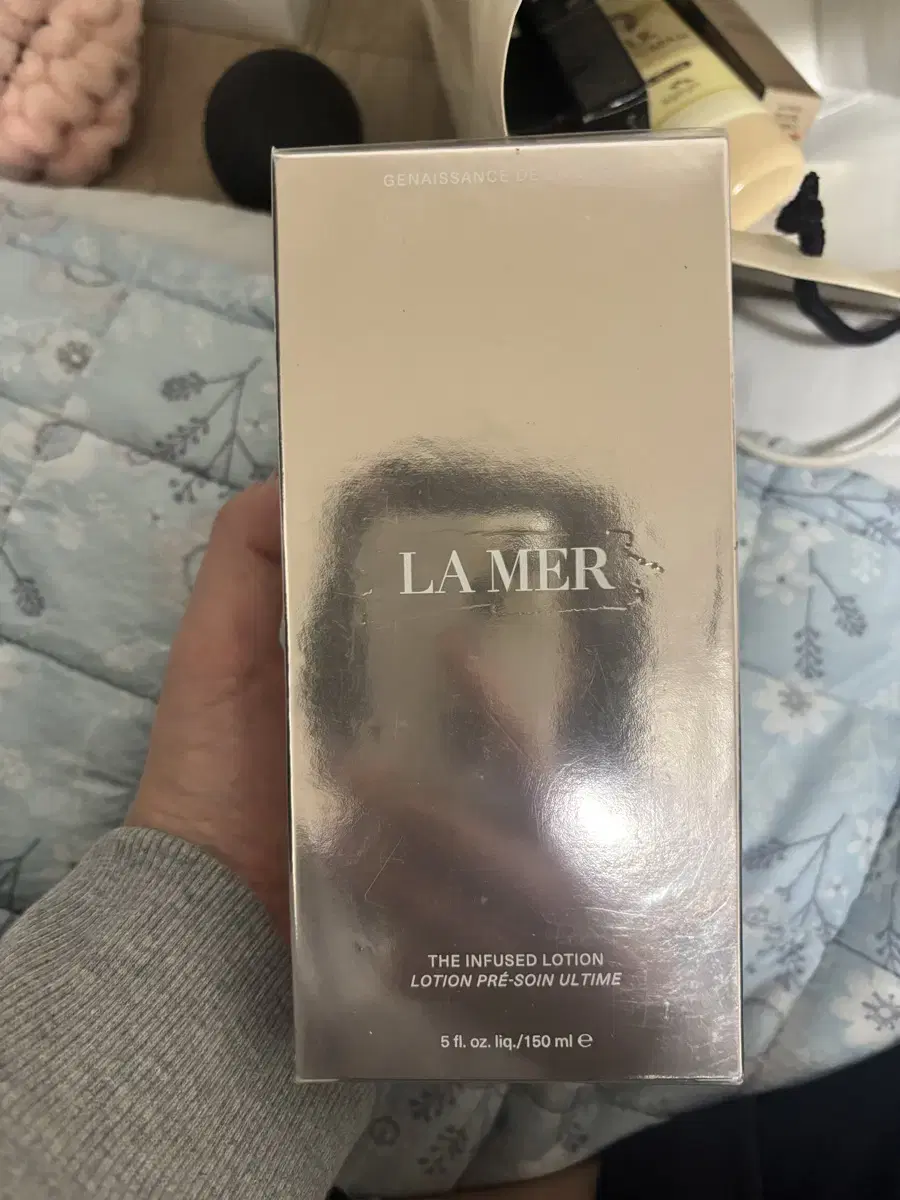 GENAISSANCE DE
LA MER
THE INFUSED LOTION
LOTION PRÉ-SOIN ULTIME
5 fl. oz. liq./150 ml ℮